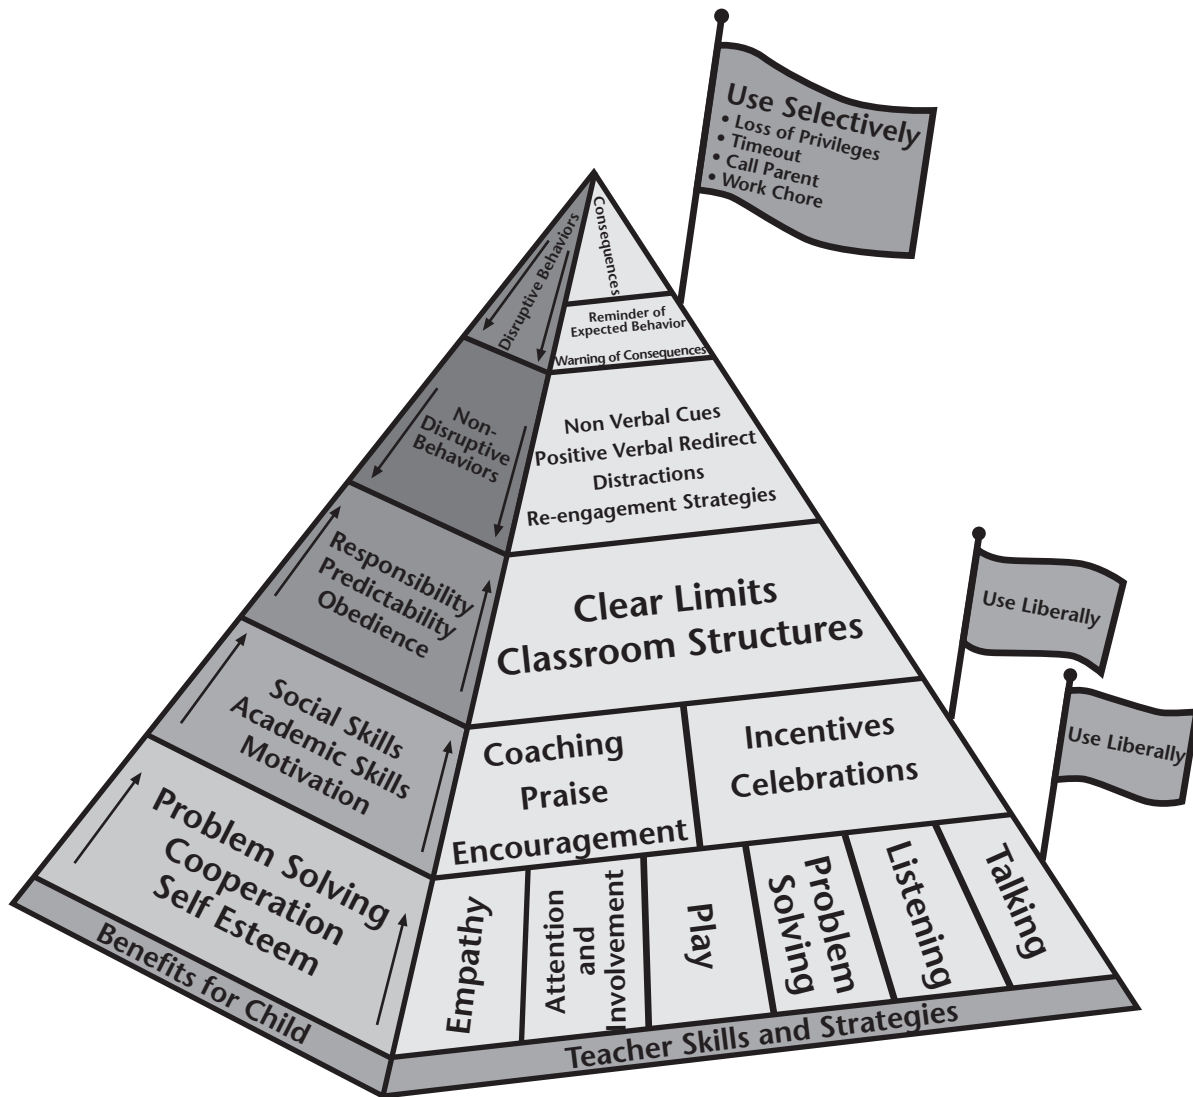 Use Selectively
• Loss of Privileges
• Timeout
• Call Parent
• Work Chore
Disruptive Behaviors
Consequences
Reminder of
Expected Behavior
Warning of Consequences
Non-
Disruptive
Behaviors
Non Verbal Cues
Positive Verbal Redirect
Distractions
Re-engagement Strategies
Responsibility
Predictability
Obedience
Clear Limits
Classroom Structures
Use Liberally
Social Skills
Academic Skills
Motivation
Coaching
Praise
Encouragement
Incentives
Celebrations
Use Liberally
Problem Solving
Cooperation
Self Esteem
Empathy
Attention
and
Involvement
Play
Problem
Solving
Listening
Talking
Benefits for Child
Teacher Skills and Strategies